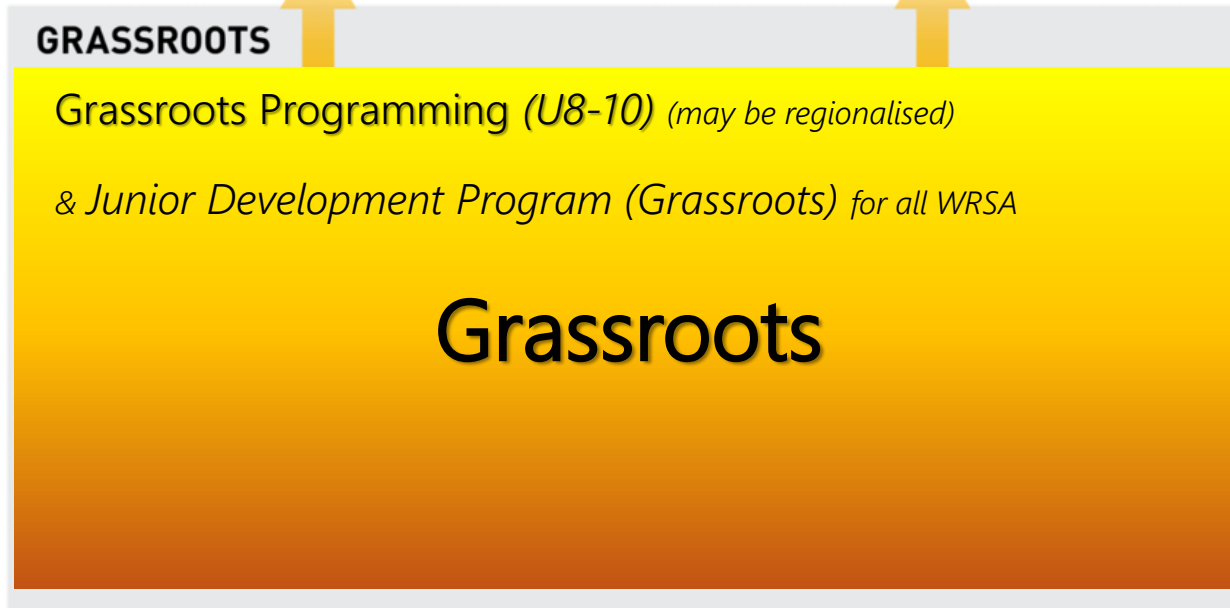 GRASSROOTS
Grassroots Programming (U8-10) (may be regionalised)
& Junior Development Program (Grassroots) for all WRSA
Grassroots